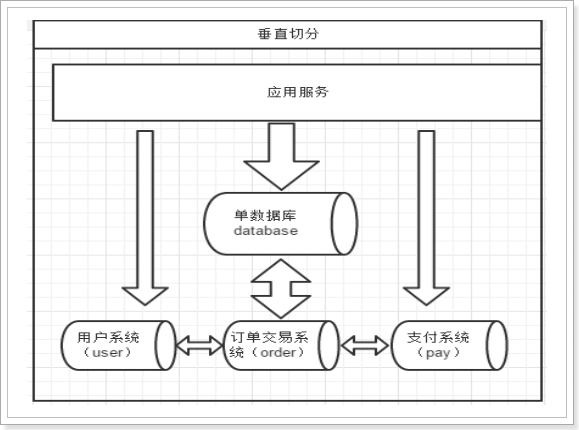 垂直切分
应用服务
单数据库
database
用户系统
（user）
订单交易系
统（order）
支付系统
（pay）